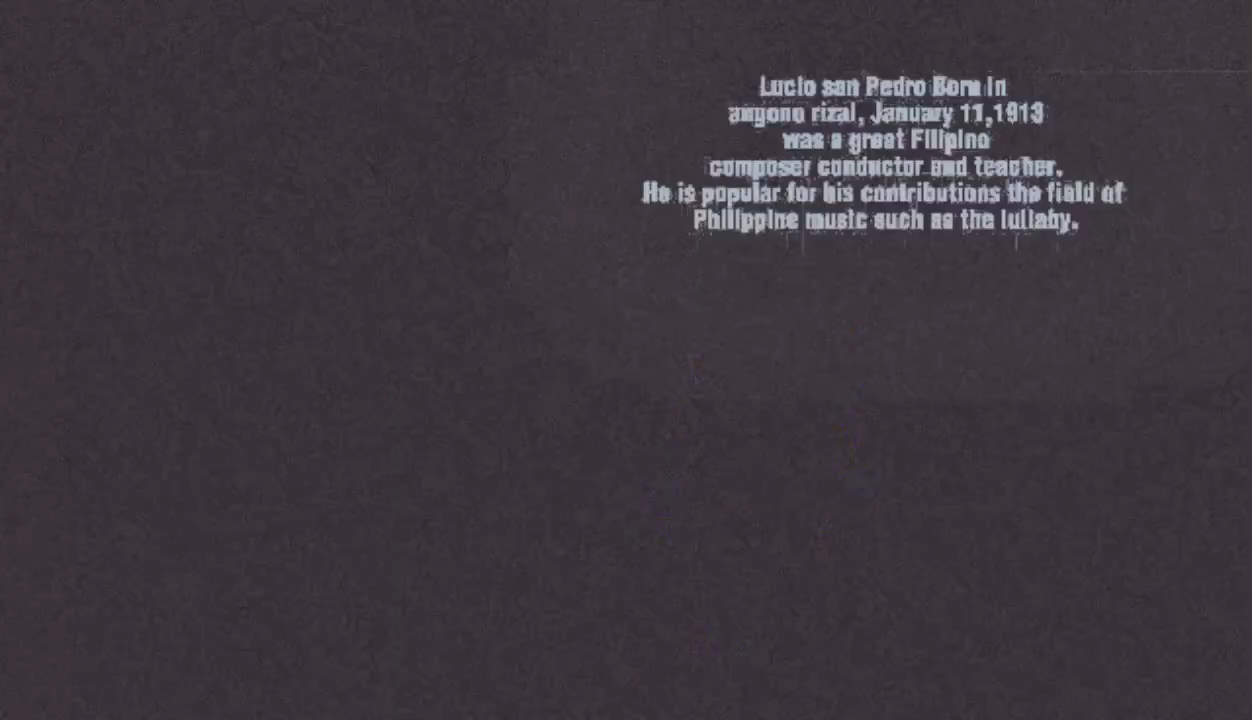 Lucio san Pedro Born in
angono rizal, January 11,1913
was a great Filipino
composer conductor and teacher.
He is popular for his contributions the field of
Philippine music such as the lullaby.